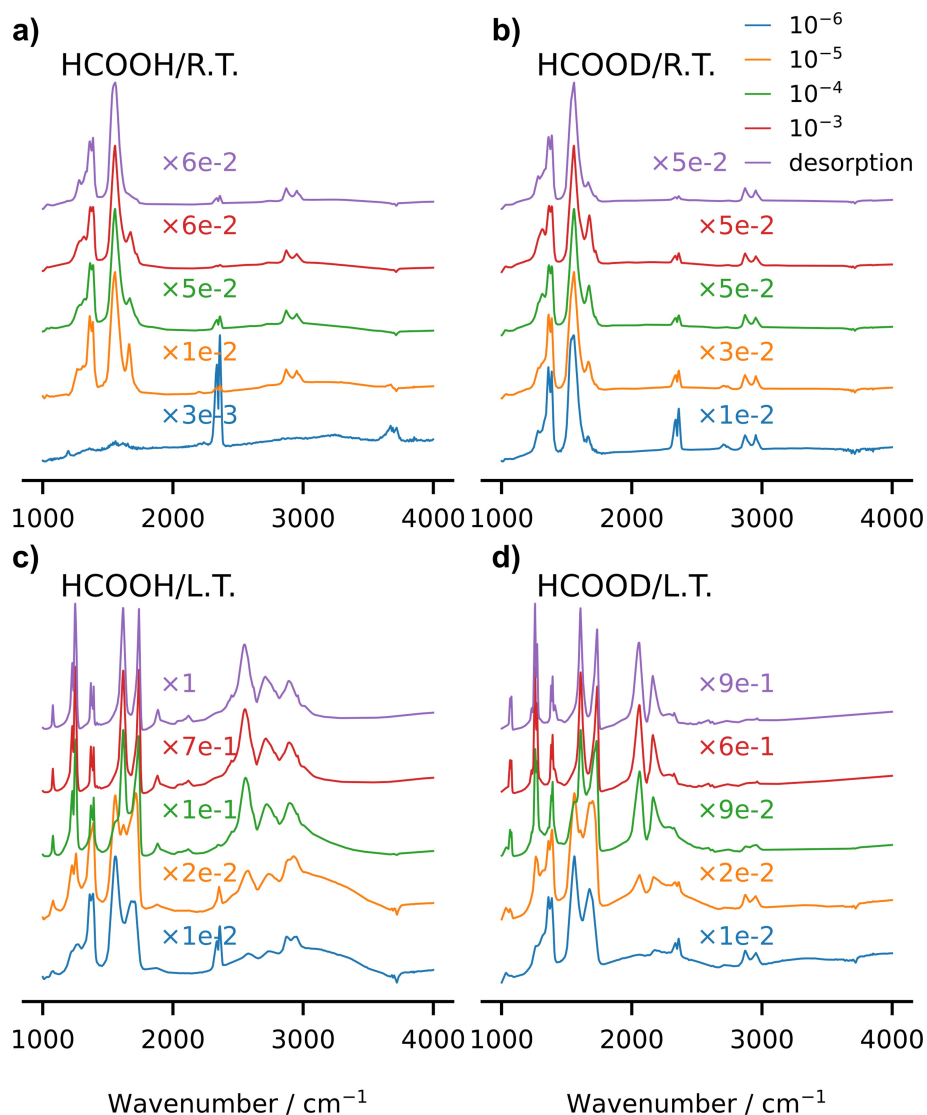 a)
HCOOH/R.T.
×6e-2
×6e-2
×5e-2
×1e-2
×3e-3
1000 2000 3000 4000
b)
HCOOD/R.T.
10⁻⁶
10⁻⁵
10⁻⁴
10⁻³
desorption
×5e-2
×5e-2
×5e-2
×3e-2
×1e-2
1000 2000 3000 4000
c)
HCOOH/L.T.
×1
×7e-1
×1e-1
×2e-2
×1e-2
1000 2000 3000 4000
Wavenumber / cm⁻¹
d)
HCOOD/L.T.
×9e-1
×6e-1
×9e-2
×2e-2
×1e-2
1000 2000 3000 4000
Wavenumber / cm⁻¹